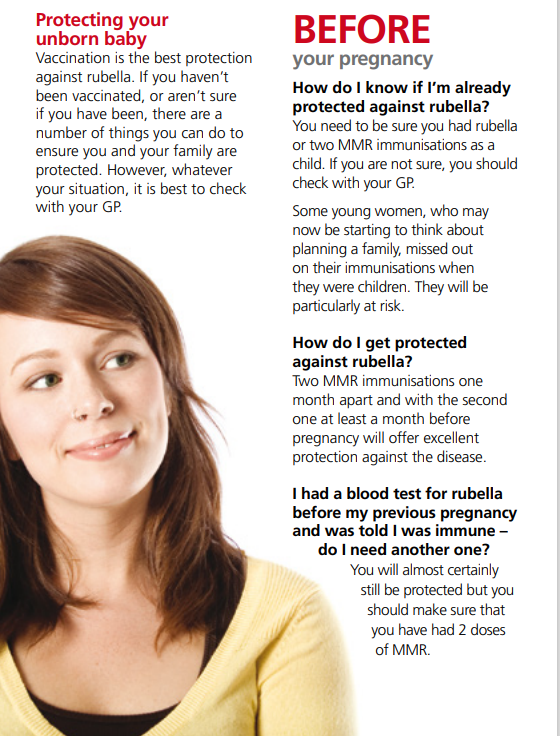 Protecting your
unborn baby
Vaccination is the best protection
against rubella. If you haven't
been vaccinated, or aren't sure
if you have been, there are a
number of things you can do to
ensure you and your family are
protected. However, whatever
your situation, it is best to check
with your GP.
BEFORE
your pregnancy
How do I know if I'm already
protected against rubella?
You need to be sure you had rubella
or two MMR immunisations as a
child. If you are not sure, you should
check with your GP.
Some young women, who may
now be starting to think about
planning a family, missed out
on their immunisations when
they were children. They will be
particularly at risk.
How do I get protected
against rubella?
Two MMR immunisations one
month apart and with the second
one at least a month before
pregnancy will offer excellent
protection against the disease.
I had a blood test for rubella
before my previous pregnancy
and was told I was immune –
do I need another one?
You will almost certainly
still be protected but you
should make sure that
you have had 2 doses
of MMR.